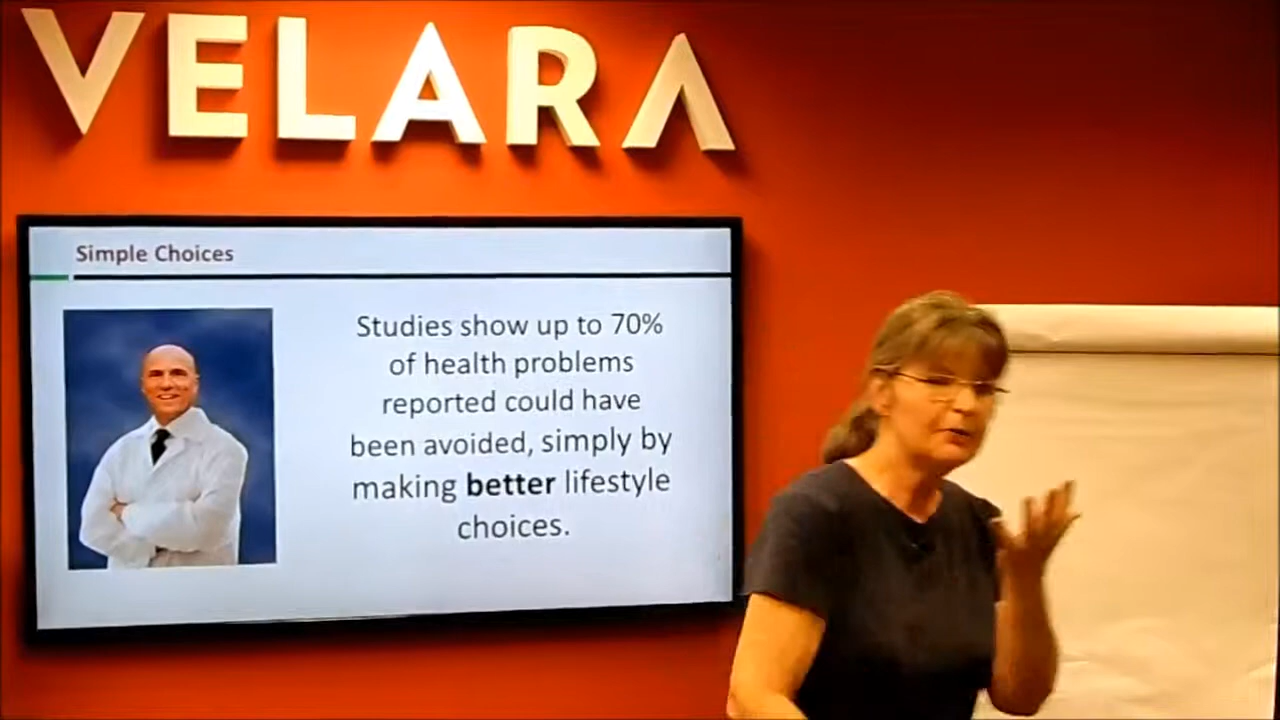 VELARA
Simple Choices
Studies show up to 70%
of health problems
reported could have
been avoided, simply by
making better lifestyle
choices.